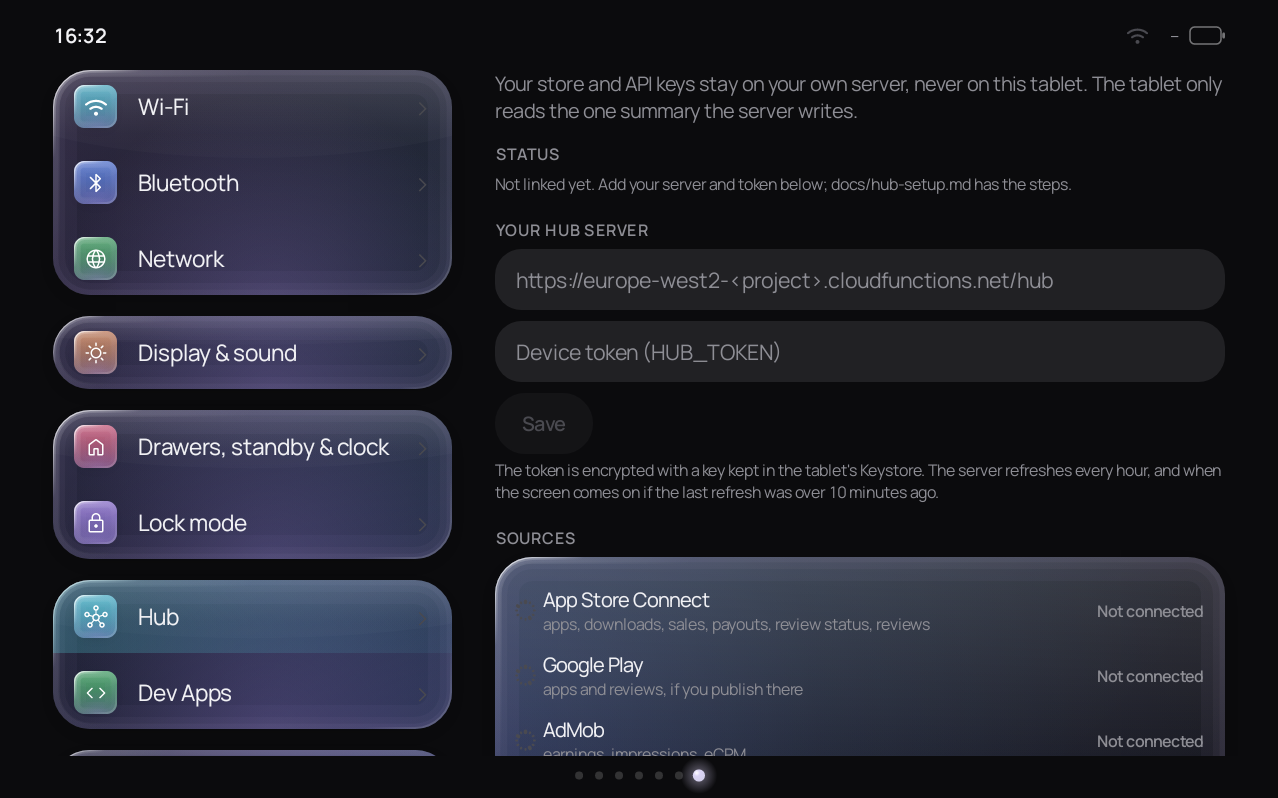 16:32
–
Wi-Fi
Bluetooth
Network
Display & sound
Drawers, standby & clock
Lock mode
Hub
Dev Apps
Your store and API keys stay on your own server, never on this tablet. The tablet only
reads the one summary the server writes.
STATUS
Not linked yet. Add your server and token below; docs/hub-setup.md has the steps.
YOUR HUB SERVER
https://europe-west2-<project>.cloudfunctions.net/hub
Device token (HUB_TOKEN)
Save
The token is encrypted with a key kept in the tablet's Keystore. The server refreshes every hour, and when
the screen comes on if the last refresh was over 10 minutes ago.
SOURCES
App Store Connect
Not connected
apps, downloads, sales, payouts, review status, reviews
Google Play
Not connected
apps and reviews, if you publish there
AdMob
Not connected
earnings, impressions, eCPM